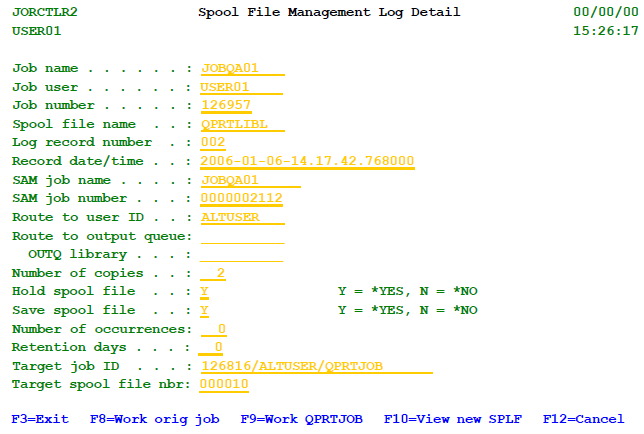 JORCTLR2 Spool File Management Log Detail 00/00/00
USER01 15:26:17
Job name . . . . . . : JOBQA01
Job user . . . . . . : USER01
Job number . . . . . : 126957
Spool file name . . : QPRTLIBL
Log record number . : 002
Record date/time . . : 2006-01-06-14.17.42.768000
SAM job name . . . . : JOBQA01
SAM job number . . . : 0000002112
Route to user ID . . : ALTUSER
Route to output queue:
OUTQ library . . . :
Number of copies . . : 2
Hold spool file . . : Y Y = *YES, N = *NO
Save spool file . . : Y Y = *YES, N = *NO
Number of occurrences: 0
Retention days . . . : 0
Target job ID . . . : 126816/ALTUSER/QPRTJOB
Target spool file nbr: 000010
F3=Exit F8=Work orig job F9=Work QPRTJOB F10=View new SPLF F12=Cancel